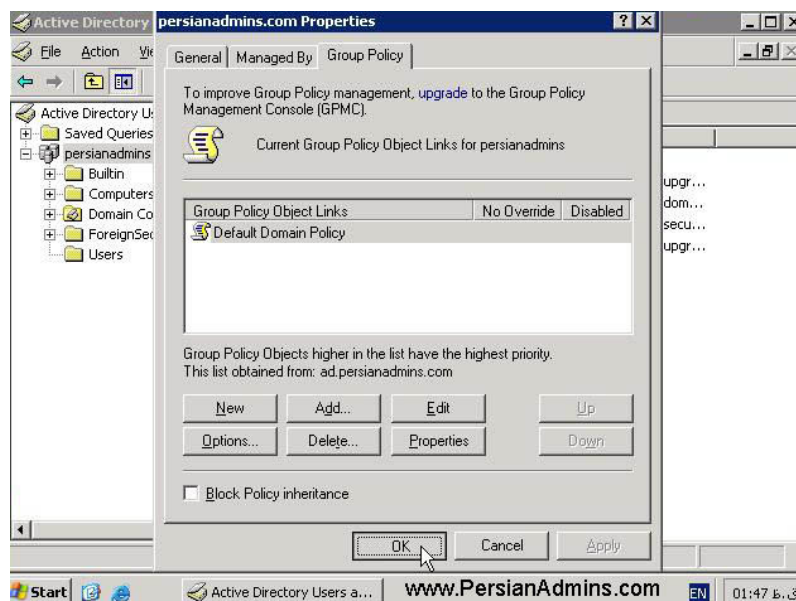 Active Directory
persianadmins.com Properties
File Action Vie
General Managed By Group Policy
To improve Group Policy management, upgrade to the Group Policy
Management Console (GPMC).
Current Group Policy Object Links for persianadmins
Active Directory U
Saved Queries
persianadmins
Builtin
Computers
Domain Co
ForeignSec
Users
upgr...
dom...
secu...
upgr...
Group Policy Object Links No Override Disabled
Default Domain Policy
Group Policy Objects higher in the list have the highest priority.
This list obtained from: ad.persianadmins.com
New Add... Edit Up
Options... Delete... Properties Down
Block Policy inheritance
OK Cancel Apply
Start Active Directory Users a... www.PersianAdmins.com EN 01:47